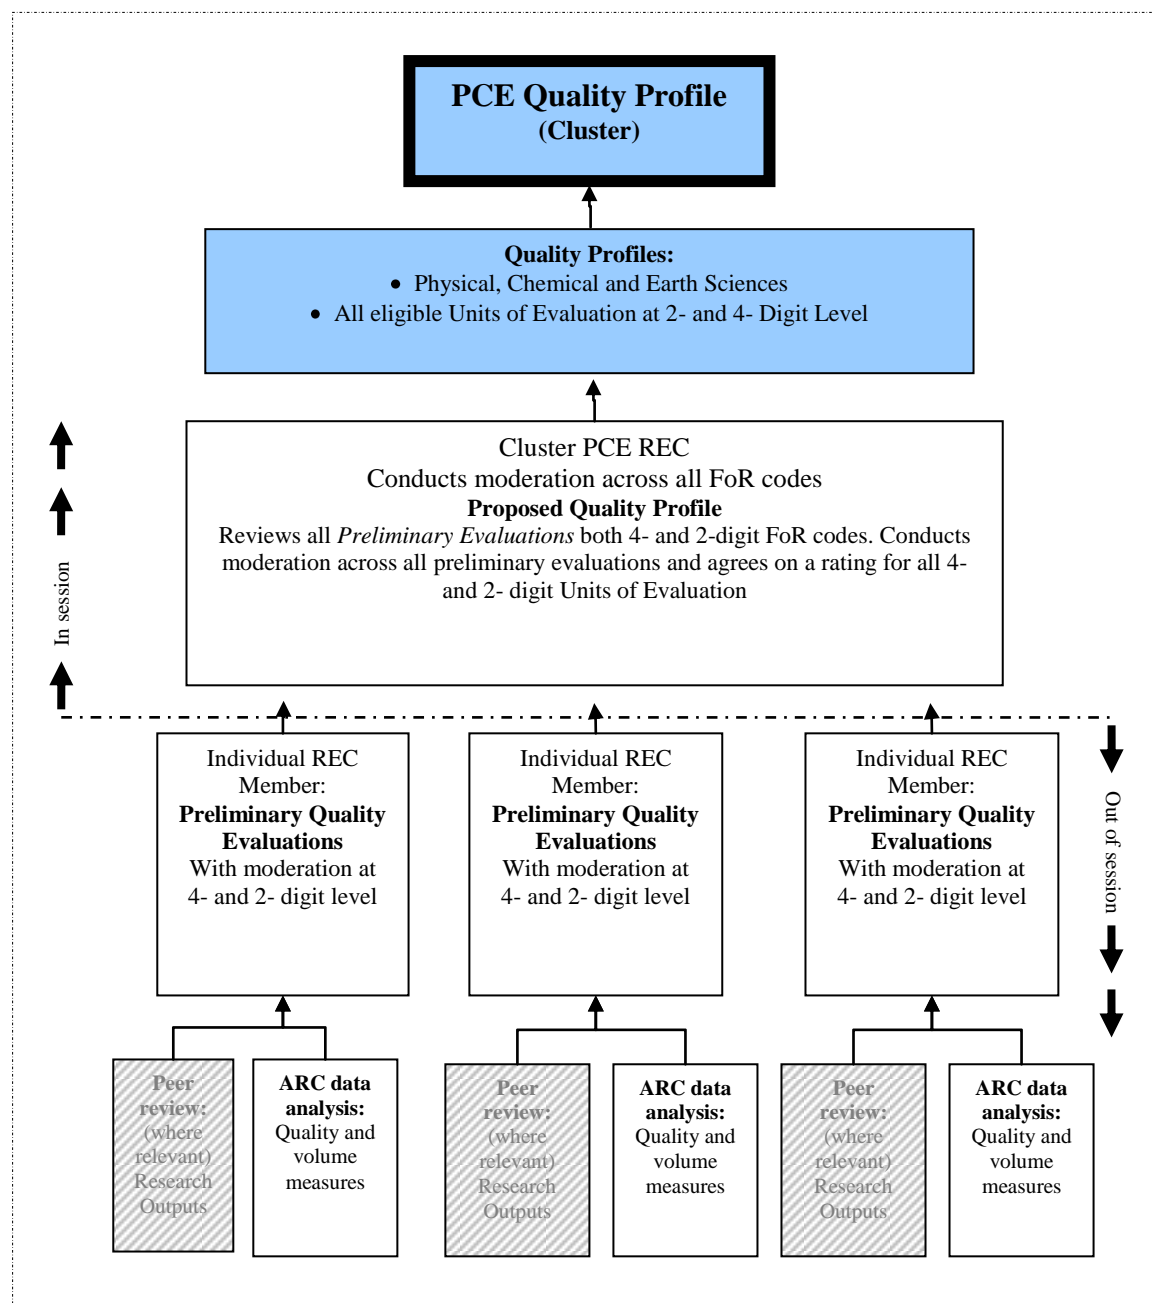 PCE Quality Profile
(Cluster)
Quality Profiles:
• Physical, Chemical and Earth Sciences
• All eligible Units of Evaluation at 2- and 4- Digit Level
Cluster PCE REC
Conducts moderation across all FoR codes
Proposed Quality Profile
Reviews all Preliminary Evaluations both 4- and 2-digit FoR codes. Conducts
moderation across all preliminary evaluations and agrees on a rating for all 4-
and 2- digit Units of Evaluation
In session
Individual REC
Member:
Preliminary Quality
Evaluations
With moderation at
4- and 2- digit level
Individual REC
Member:
Preliminary Quality
Evaluations
With moderation at
4- and 2- digit level
Individual REC
Member:
Preliminary Quality
Evaluations
With moderation at
4- and 2- digit level
Out of session
Peer
review:
(where
relevant)
Research
Outputs
ARC data
analysis:
Quality and
volume
measures
Peer
review:
(where
relevant)
Research
Outputs
ARC data
analysis:
Quality and
volume
measures
Peer
review:
(where
relevant)
Research
Outputs
ARC data
analysis:
Quality and
volume
measures